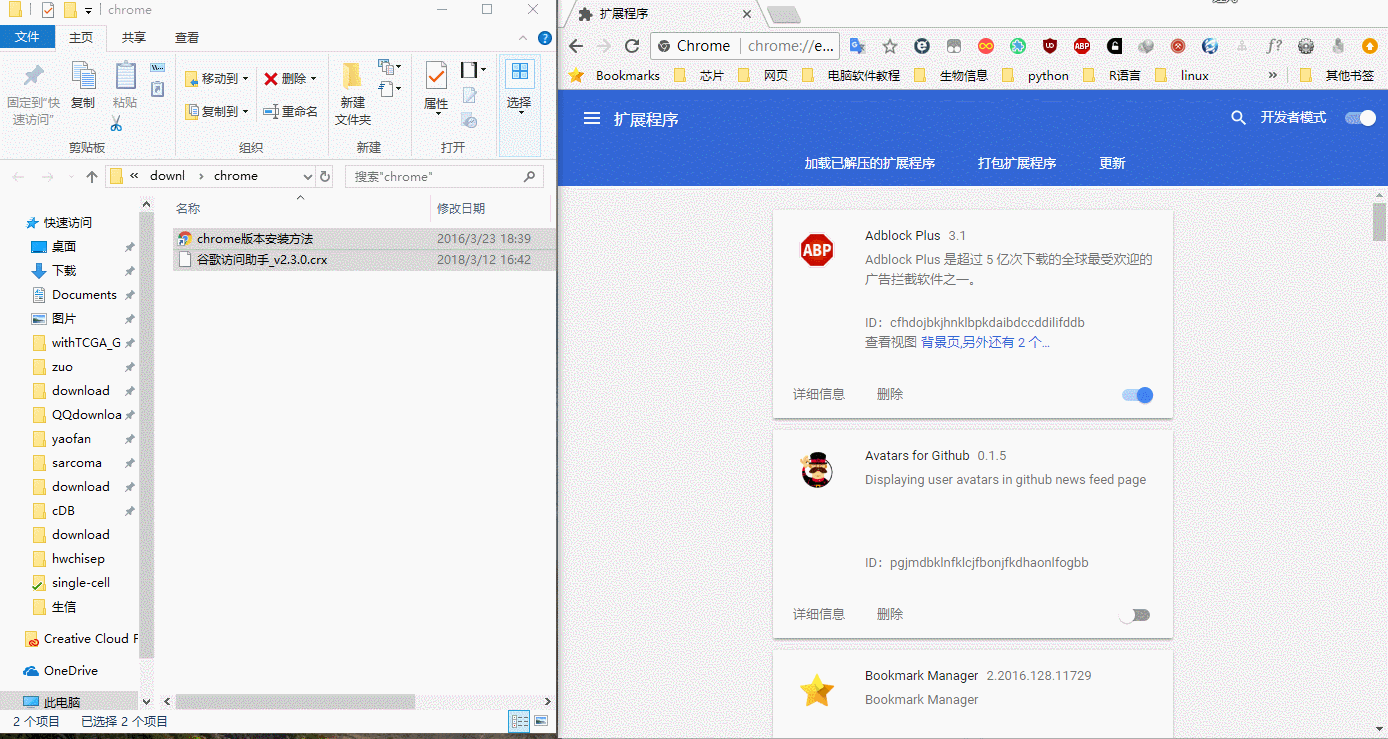 chrome
文件
主页
共享
查看
固定到"快
速访问"
复制
粘贴
移动到
复制到
删除
重命名
新建
文件夹
属性
选择
剪贴板
组织
新建
打开
« downl › chrome
搜索"chrome"
名称
修改日期
chrome版本安装方法
2016/3/23 18:39
谷歌访问助手_v2.3.0.crx
2018/3/12 16:42
快速访问
桌面
下载
Documents
图片
withTCGA_G
zuo
download
QQdownloa
yaofan
sarcoma
download
cDB
download
hwchisep
single-cell
生信
Creative Cloud F
OneDrive
此电脑
2 个项目
已选择 2 个项目
扩展程序
Chrome
chrome://e...
ABP
f?
Bookmarks
芯片
网页
电脑软件教程
生物信息
python
R语言
linux
»
其他书签
扩展程序
开发者模式
加载已解压的扩展程序
打包扩展程序
更新
ABP
Adblock Plus 3.1
Adblock Plus 是超过 5 亿次下载的全球最受欢迎的
广告拦截软件之一。
ID：cfhdojbkjhnklbpkdaibdccddilifddb
查看视图 背景页,另外还有 2 个...
详细信息
删除
Avatars for Github 0.1.5
Displaying user avatars in github news feed page
ID：pgjmdbklnfklcjfbonjfkdhaonlfogbb
详细信息
删除
Bookmark Manager 2.2016.128.11729
Bookmark Manager